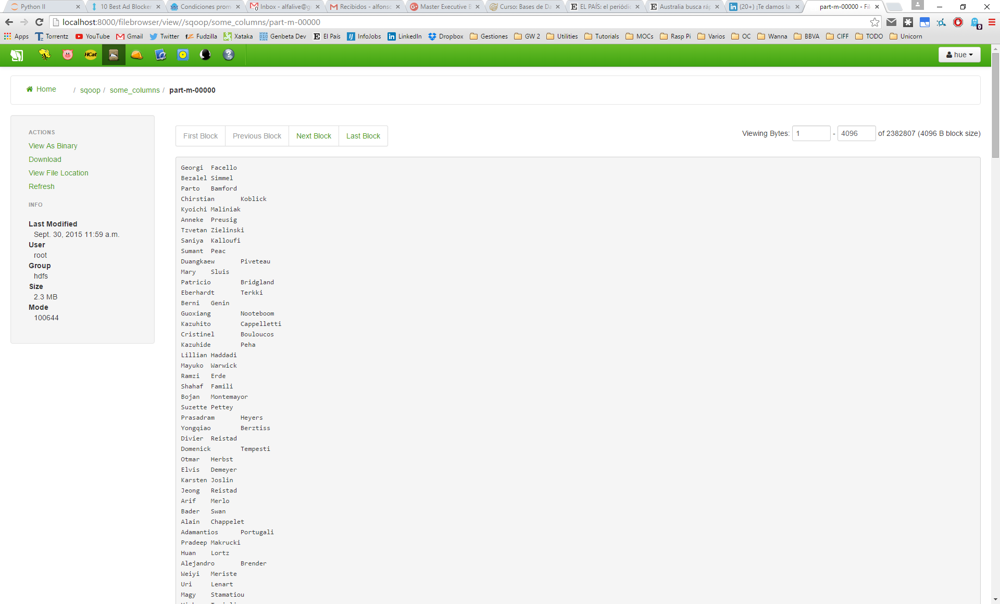 Python II
10 Best Ad Blocker
Condiciones prom
Inbox - alfalive@g
Recibidos - alfonsc
Master Executive B
Curso: Bases de Da
EL PAÍS: el periódic
Australia busca ráp
(20+) ¡Te damos la
part-m-00000 - Fil
localhost:8000/filebrowser/view//sqoop/some_columns/part-m-00000
Apps Torrentz YouTube Gmail Twitter Fudzilla Xataka Genbeta Dev El País InfoJobs LinkedIn Dropbox Gestiones GW 2 Utilities Tutorials MOCs Rasp Pi Varios OC Wanna BBVA CIFF TODO Unicorn
HCat
hue
Home / sqoop / some_columns / part-m-00000
ACTIONS
View As Binary
Download
View File Location
Refresh
INFO
Last Modified
Sept. 30, 2015 11:59 a.m.
User
root
Group
hdfs
Size
2.3 MB
Mode
100644
First Block Previous Block Next Block Last Block
Viewing Bytes: 1 - 4096 of 2382807 (4096 B block size)
Georgi Facello
Bezalel Simmel
Parto Bamford
Chirstian Koblick
Kyoichi Maliniak
Anneke Preusig
Tzvetan Zielinski
Saniya Kalloufi
Sumant Peac
Duangkaew Piveteau
Mary Sluis
Patricio Bridgland
Eberhardt Terkki
Berni Genin
Guoxiang Nooteboom
Kazuhito Cappelletti
Cristinel Bouloucos
Kazuhide Peha
Lillian Haddadi
Mayuko Warwick
Ramzi Erde
Shahaf Famili
Bojan Montemayor
Suzette Pettey
Prasadram Heyers
Yongqiao Berztiss
Divier Reistad
Domenick Tempesti
Otmar Herbst
Elvis Demeyer
Karsten Joslin
Jeong Reistad
Arif Merlo
Bader Swan
Alain Chappelet
Adamantios Portugali
Pradeep Makrucki
Huan Lortz
Alejandro Brender
Weiyi Meriste
Uri Lenart
Magy Stamatiou